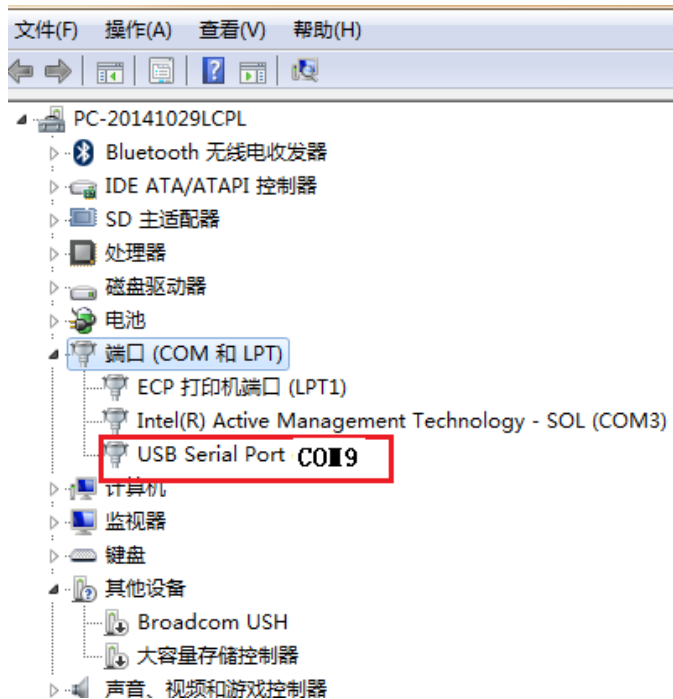 文件(F) 操作(A) 查看(V) 帮助(H)
PC-20141029LCPL
Bluetooth 无线电收发器
IDE ATA/ATAPI 控制器
SD 主适配器
处理器
磁盘驱动器
电池
端口 (COM 和 LPT)
ECP 打印机端口 (LPT1)
Intel(R) Active Management Technology - SOL (COM3)
USB Serial Port COM9
计算机
监视器
键盘
其他设备
Broadcom USH
大容量存储控制器
声音、视频和游戏控制器